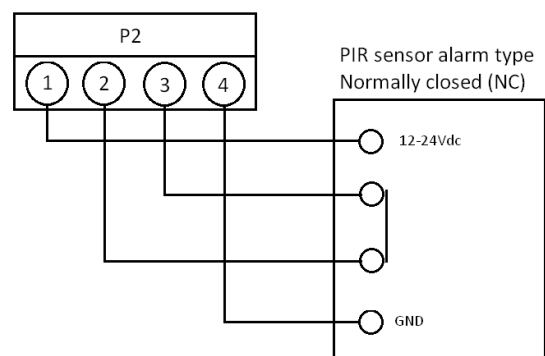 P2
1 2 3 4
PIR sensor alarm type
Normally closed (NC)
12-24Vdc
GND